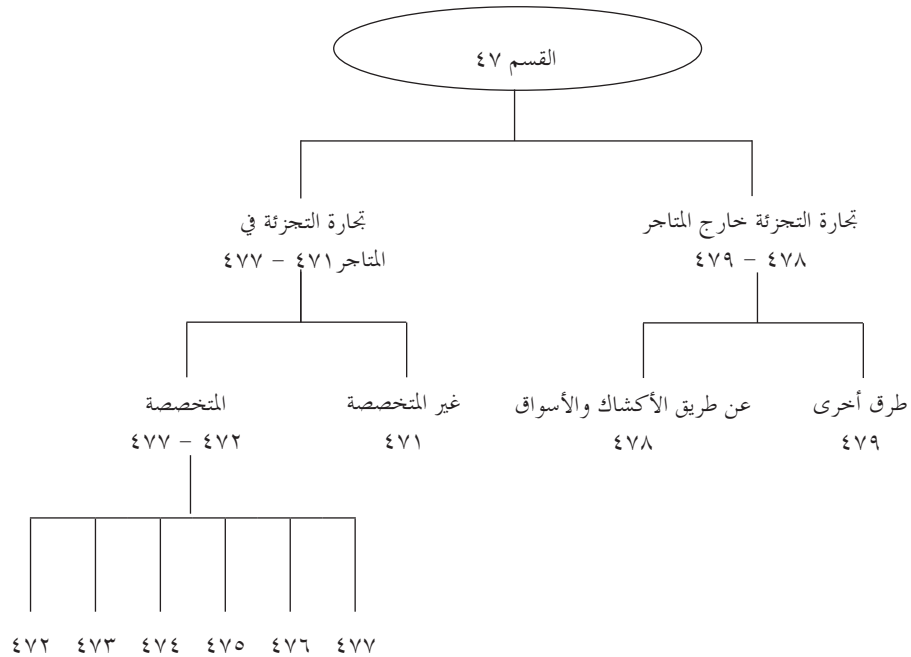 القسم ٤٧
تجارة التجزئة خارج المتاجر
٤٧٨ – ٤٧٩
تجارة التجزئة في
المتاجر ٤٧١ – ٤٧٧
طرق أخرى
٤٧٩
عن طريق الأكشاك والأسواق
٤٧٨
غير المتخصصة
٤٧١
المتخصصة
٤٧٢ – ٤٧٧
٤٧٧ ٤٧٦ ٤٧٥ ٤٧٤ ٤٧٣ ٤٧٢